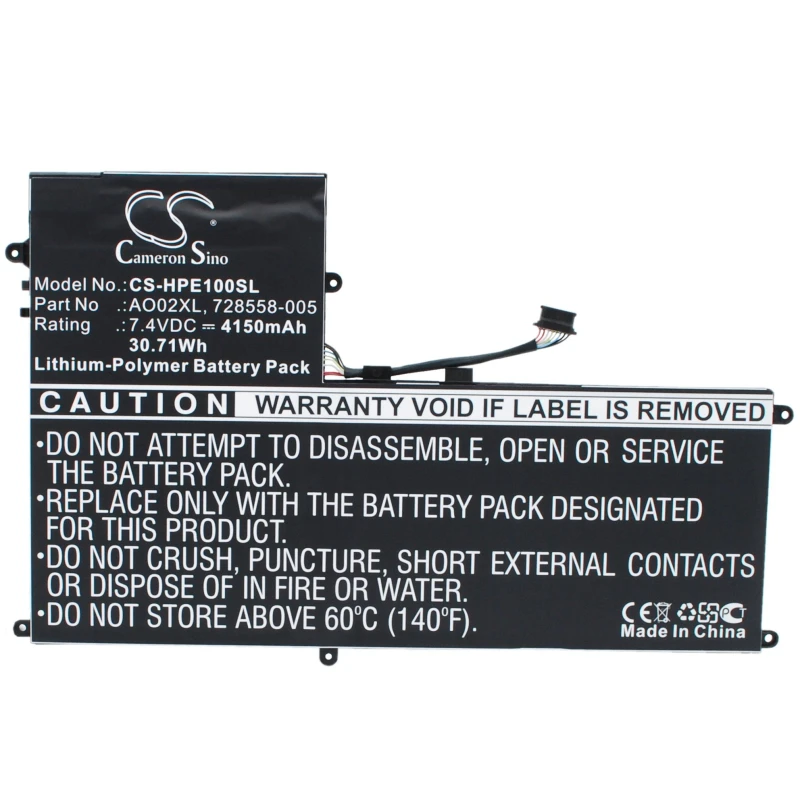 CS ®
Cameron Sino
Model No.: CS-HPE100SL
Part No : AO02XL, 728558-005
Rating : 7.4VDC ⎓ 4150mAh
30.71Wh
Lithium-Polymer Battery Pack
CAUTION WARRANTY VOID IF LABEL IS REMOVED
•DO NOT ATTEMPT TO DISASSEMBLE, OPEN OR SERVICE
THE BATTERY PACK.
•REPLACE ONLY WITH THE BATTERY PACK DESIGNATED
FOR THIS PRODUCT.
•DO NOT CRUSH, PUNCTURE, SHORT EXTERNAL CONTACTS
OR DISPOSE OF IN FIRE OR WATER.
•DO NOT STORE ABOVE 60°C (140°F).
CE PCT
Made In China